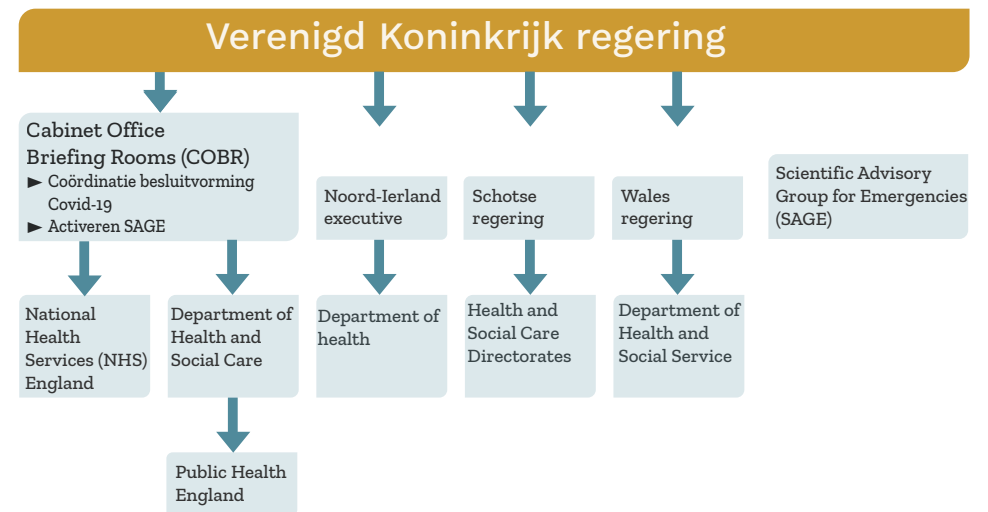 Verenigd Koninkrijk regering
Cabinet Office
Briefing Rooms (COBR)
► Coördinatie besluitvorming
Covid-19
► Activeren SAGE
Noord-Ierland
executive
Schotse
regering
Wales
regering
Scientific Advisory
Group for Emergencies
(SAGE)
National
Health
Services (NHS)
England
Department of
Health and
Social Care
Department of
health
Health and
Social Care
Directorates
Department of
Health and
Social Service
Public Health
England